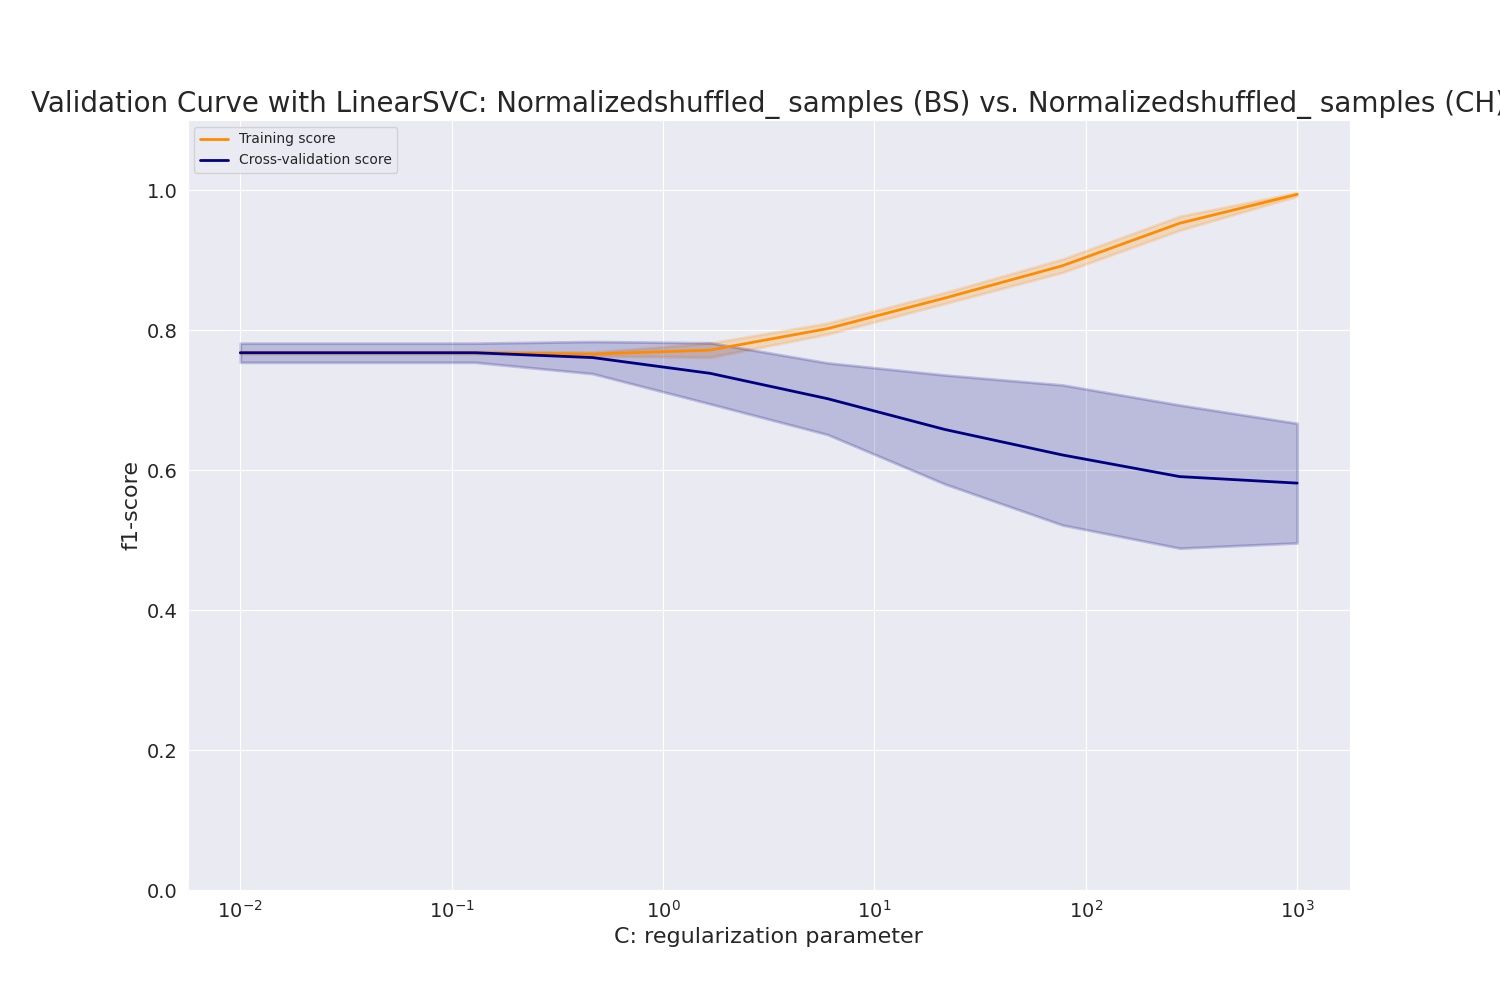 Validation Curve with LinearSVC: Normalizedshuffled_ samples (BS) vs. Normalizedshuffled_ samples (CH)
Training score
Cross-validation score
1.0
0.8
0.6
0.4
0.2
0.0
f1-score
10⁻² 10⁻¹ 10⁰ 10¹ 10² 10³
C: regularization parameter